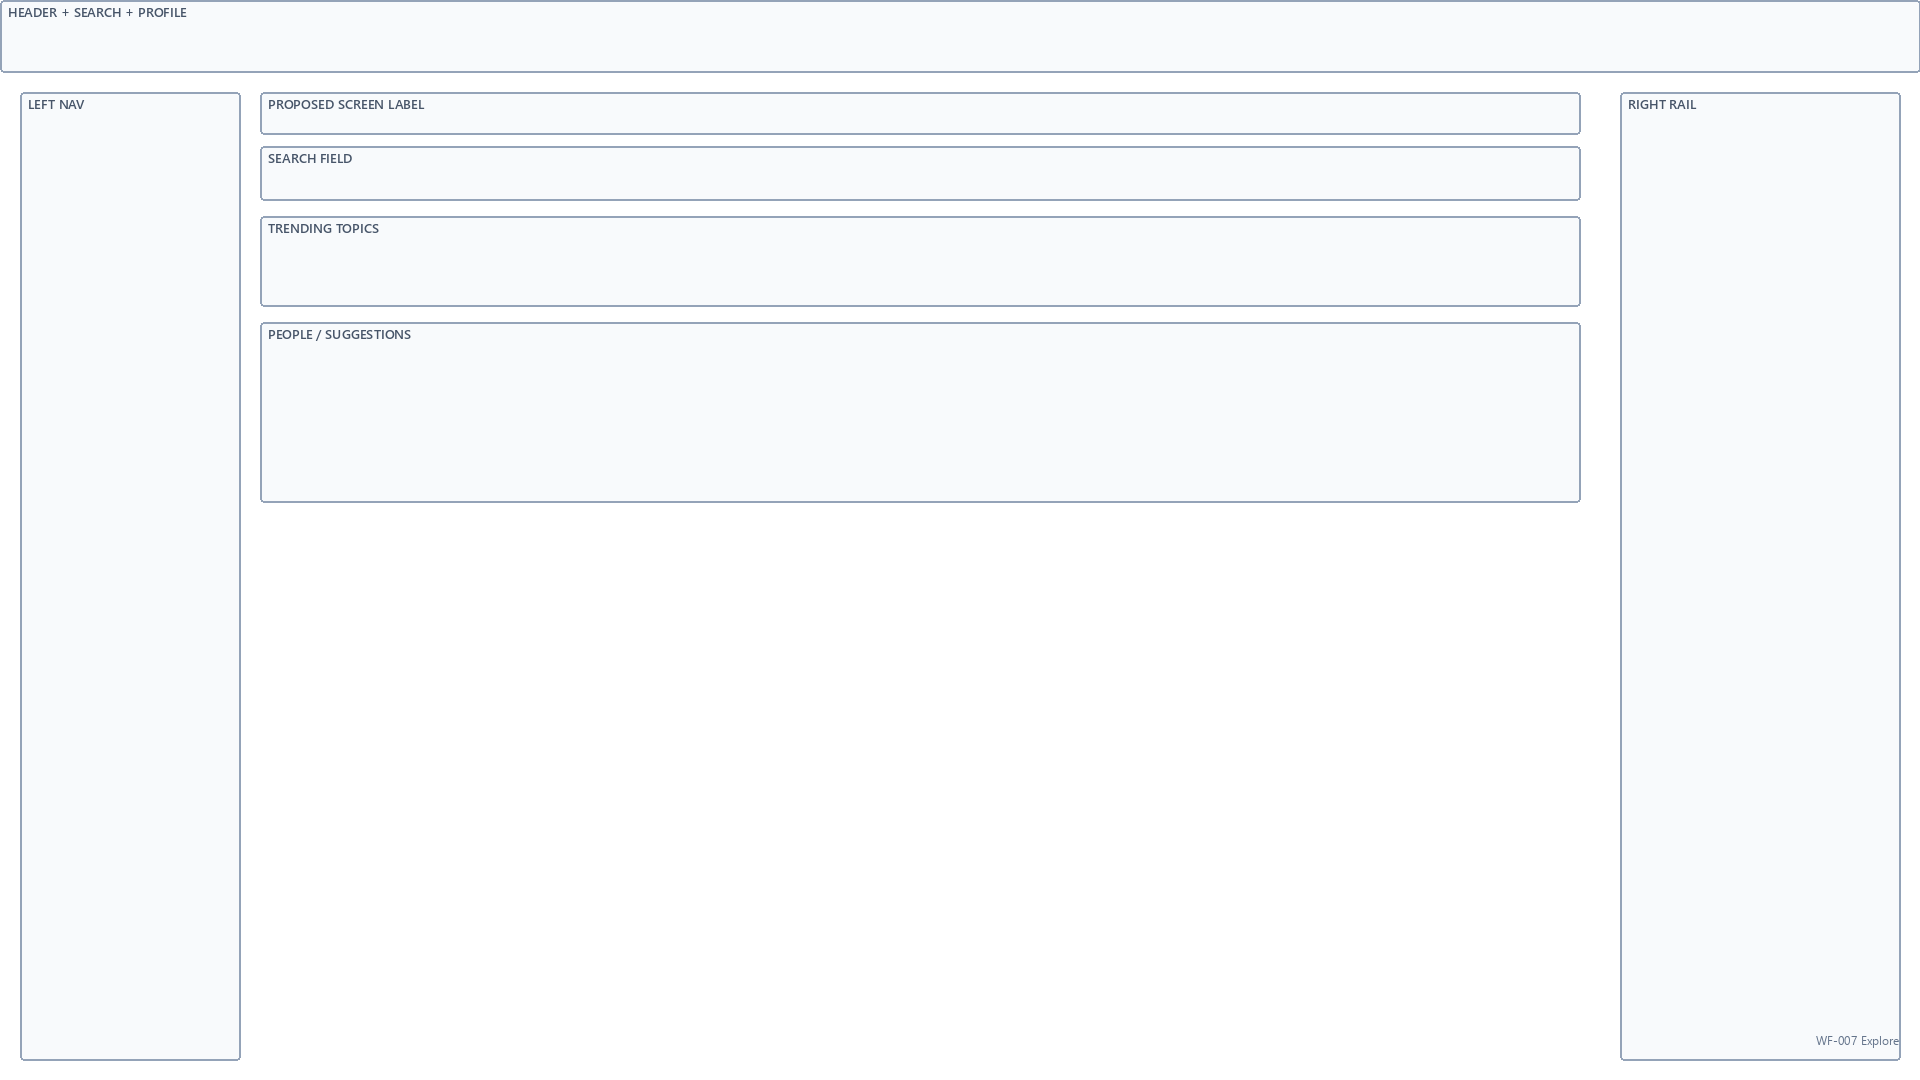 HEADER + SEARCH + PROFILE
LEFT NAV
PROPOSED SCREEN LABEL
SEARCH FIELD
TRENDING TOPICS
PEOPLE / SUGGESTIONS
RIGHT RAIL
WF-007 Explore